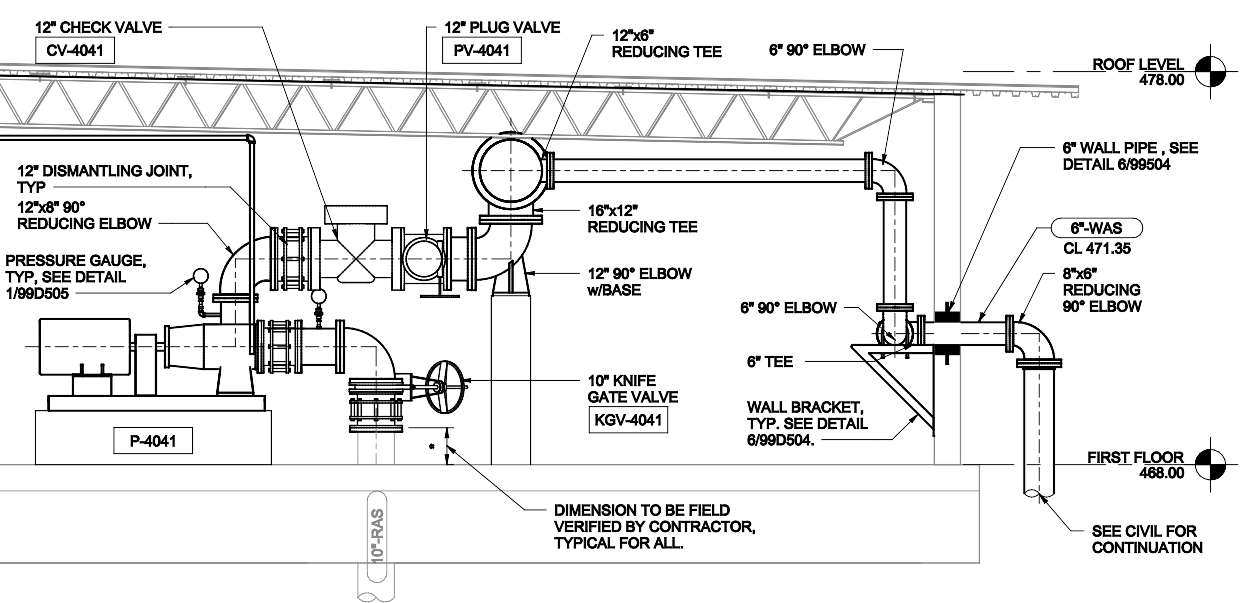 12" CHECK VALVE
CV-4041
12" PLUG VALVE
PV-4041
12"x6"
REDUCING TEE
6" 90° ELBOW
ROOF LEVEL
478.00
12" DISMANTLING JOINT,
TYP
12"x8" 90°
REDUCING ELBOW
PRESSURE GAUGE,
TYP, SEE DETAIL
1/99D505
16"x12"
REDUCING TEE
12" 90° ELBOW
w/BASE
6" WALL PIPE , SEE
DETAIL 6/99504
6"-WAS
CL 471.35
8"x6"
REDUCING
90° ELBOW
6" 90° ELBOW
6" TEE
10" KNIFE
GATE VALVE
KGV-4041
WALL BRACKET,
TYP. SEE DETAIL
6/99D504.
P-4041
*
FIRST FLOOR
468.00
DIMENSION TO BE FIELD
VERIFIED BY CONTRACTOR,
TYPICAL FOR ALL.
10"-RAS
SEE CIVIL FOR
CONTINUATION